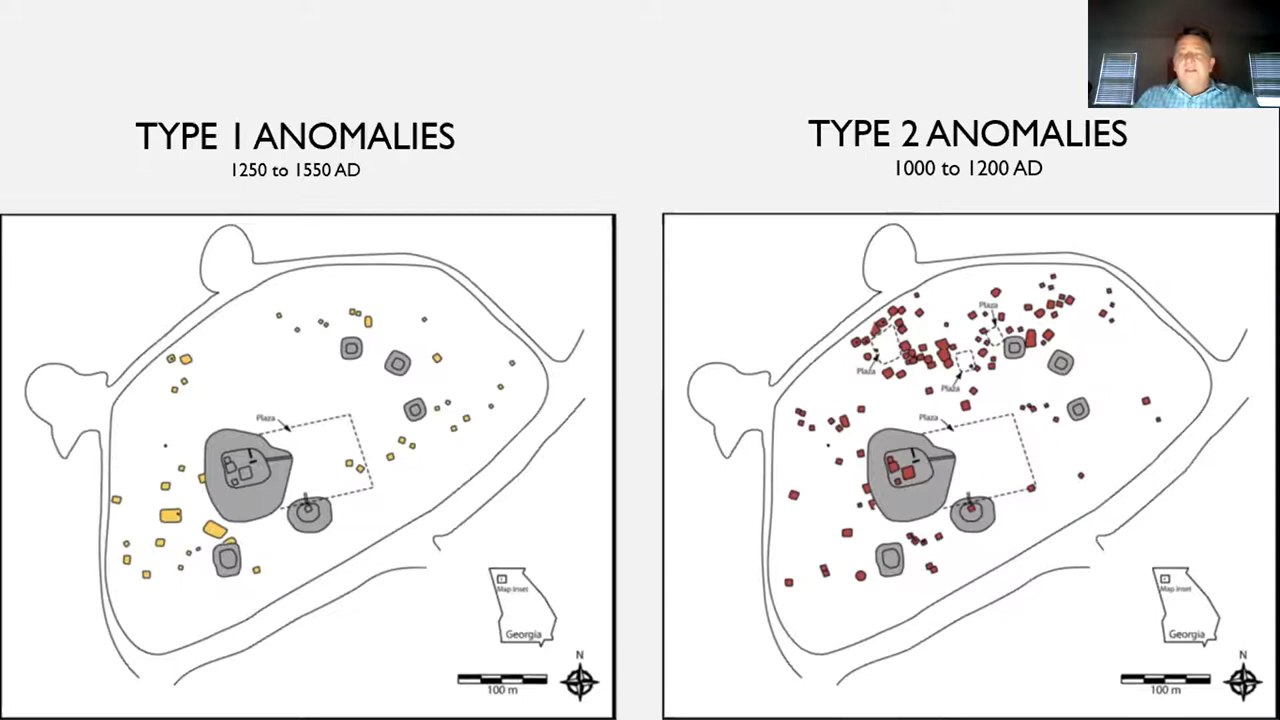 TYPE 1 ANOMALIES
1250 to 1550 AD
Plaza
Map Inset
Georgia
N
100 m
TYPE 2 ANOMALIES
1000 to 1200 AD
Plaza
Plaza
Plaza
Plaza
Map Inset
Georgia
N
100 m